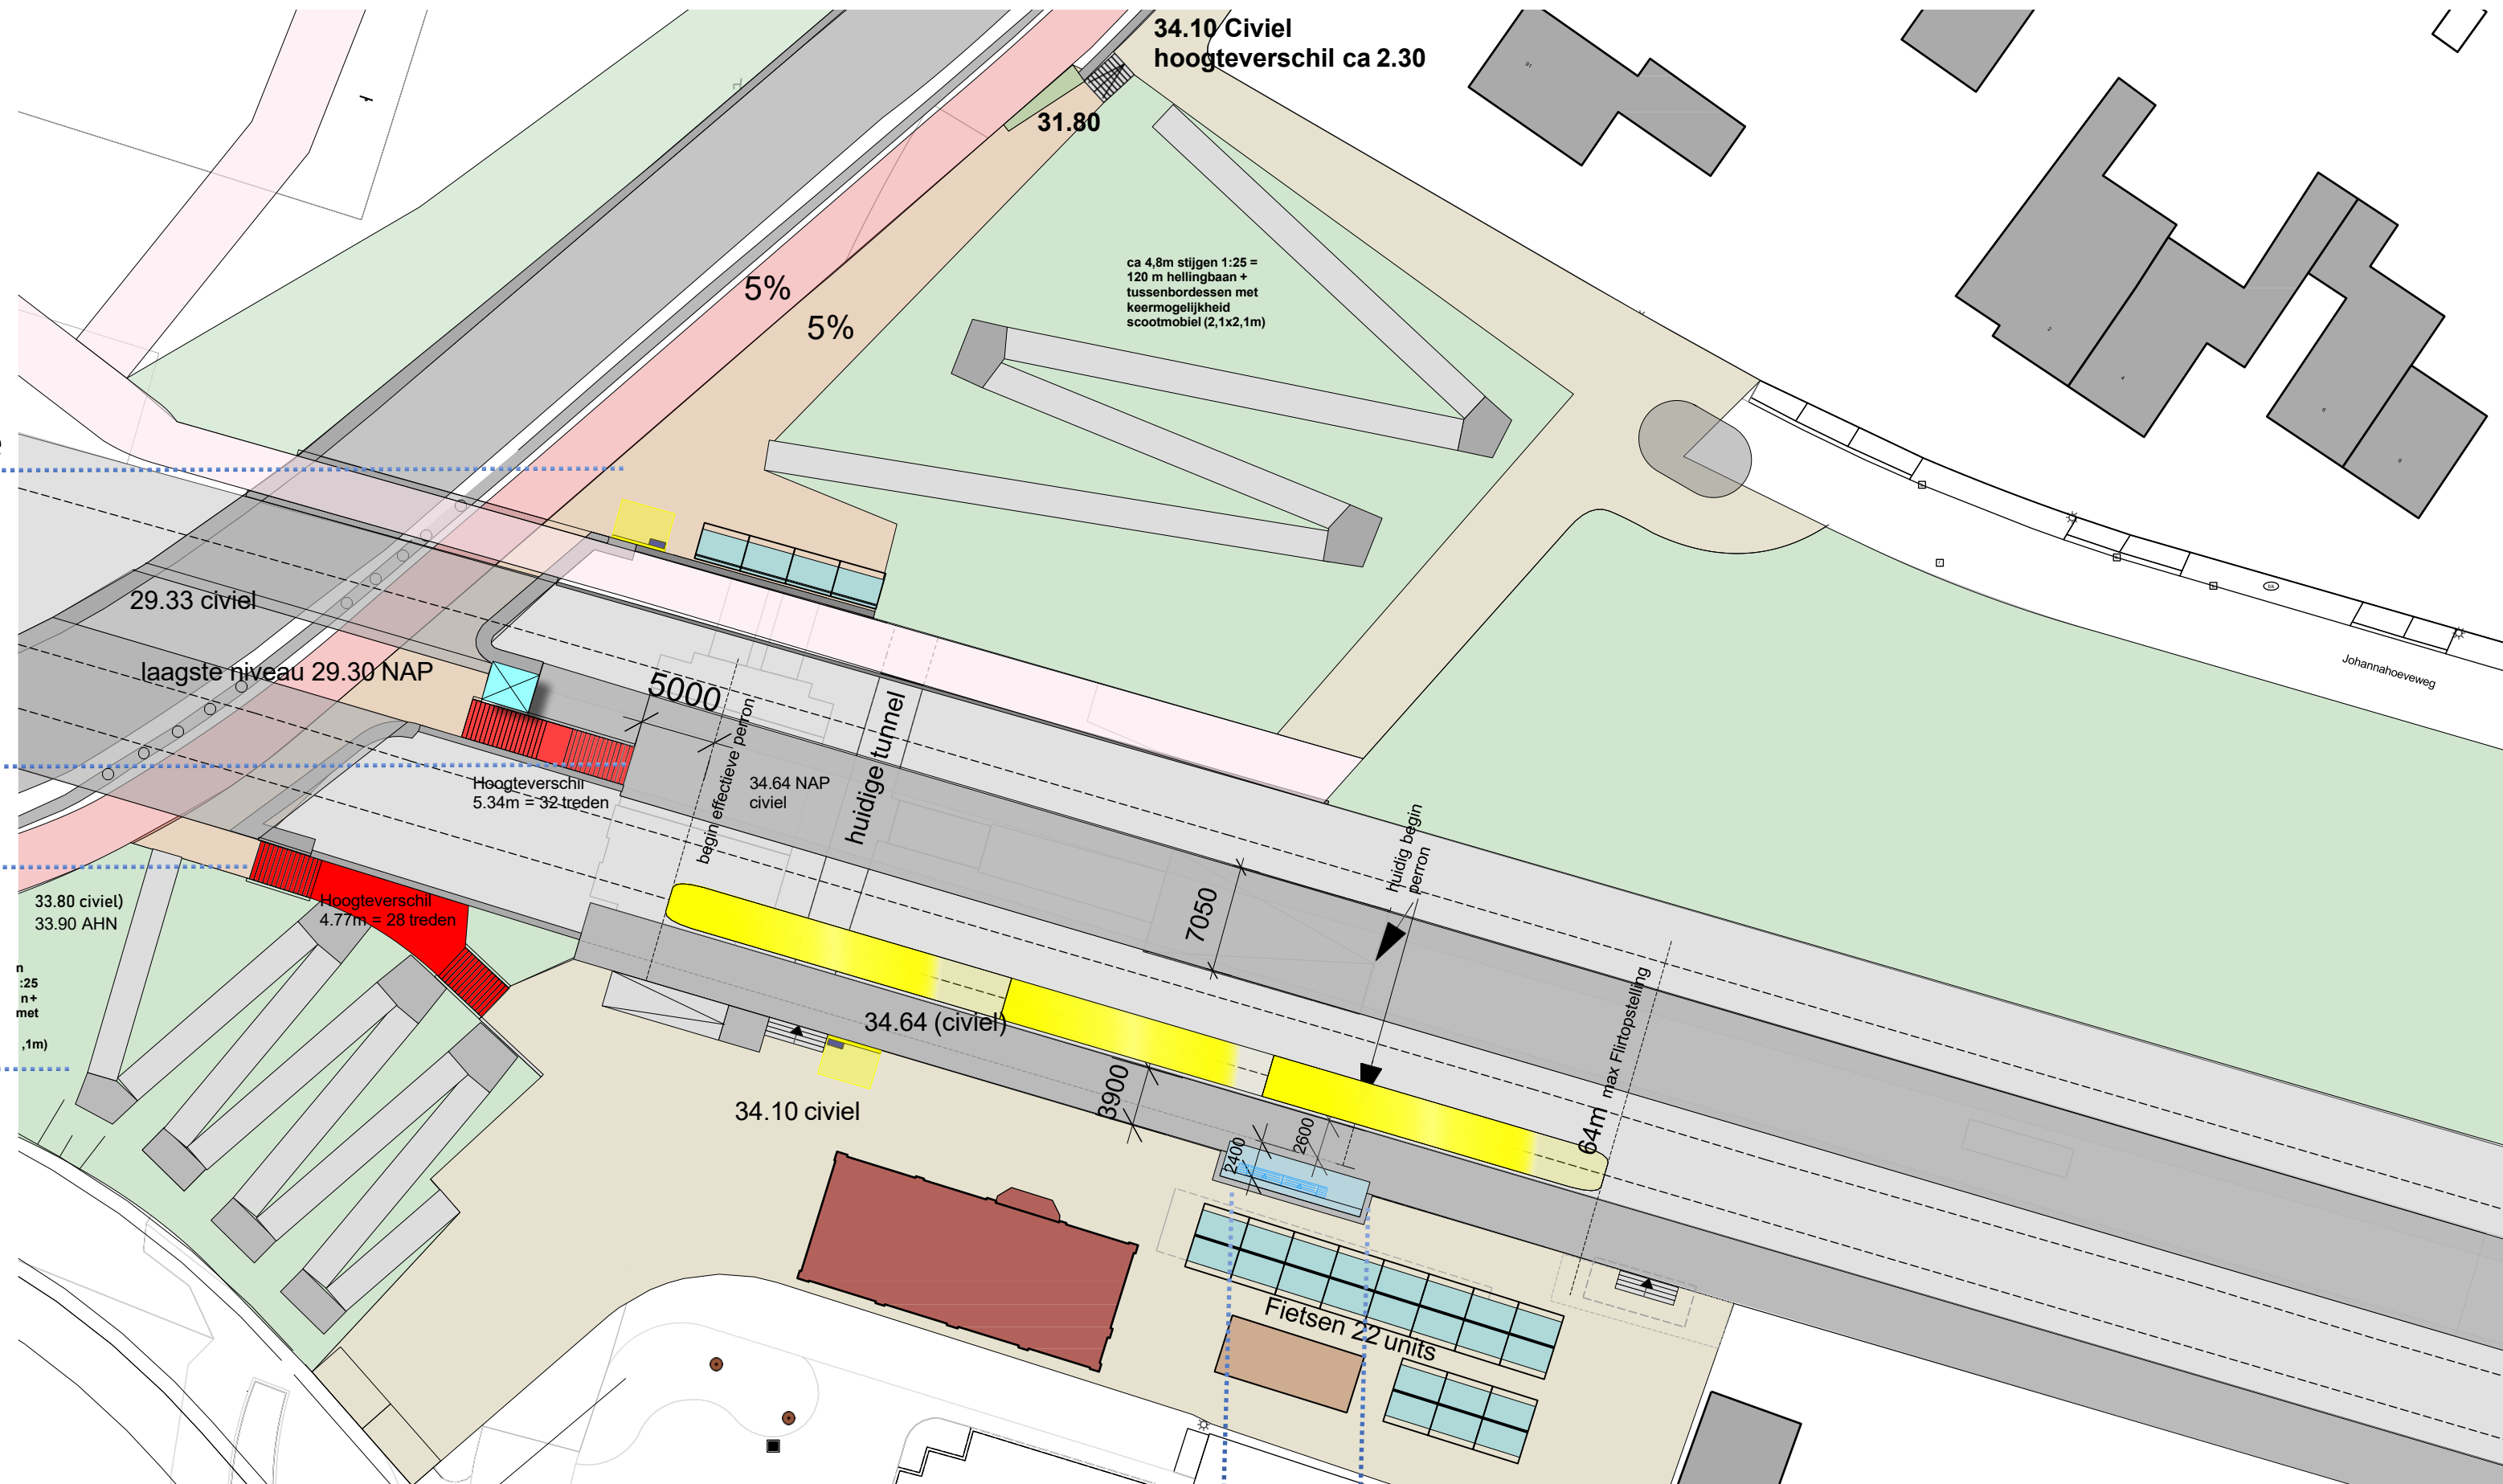 34.10 Civiel
hoogteverschil ca 2.30
31.80
ca 4,8m stijgen 1:25 =
120 m hellingbaan +
tussenbordessen met
keermogelijkheid
scootmobiel (2,1x2,1m)
5%
5%
29.33 civiel
laagste niveau 29.30 NAP
5000
begin effectieve perron
huidige tunnel
Johannahoeveweg
Hoogteverschil
5.34m = 32 treden
34.64 NAP
civiel
huidig begin
perron
7050
33.80 civiel)
33.90 AHN
Hoogteverschil
4.77m = 28 treden
n
:25
n+
met
,1m)
34.64 (civiel)
3900
34.10 civiel
2400
2600
64m max Flirtopstelling
Fietsen 22 units